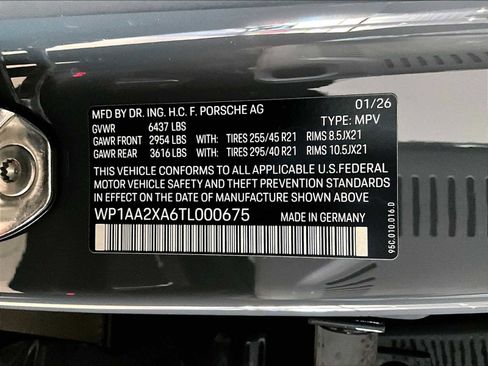 MFD BY DR. ING. H.C. F. PORSCHE AG 01/26
GVWR 6437 LBS TYPE: MPV
GAWR FRONT 2954 LBS WITH: TIRES 255/45 R21 RIMS 8.5JX21
GAWR REAR 3616 LBS WITH: TIRES 295/40 R21 RIMS 10.5JX21
THIS VEHICLE CONFORMS TO ALL APPLICABLE U.S.FEDERAL
MOTOR VEHICLE SAFETY AND THEFT PREVENTION STANDARDS
IN EFFECT ON THE DATE OF MANUFACTURE SHOWN ABOVE
WP1AA2XA6TL000675 MADE IN GERMANY
95C.010.016.D